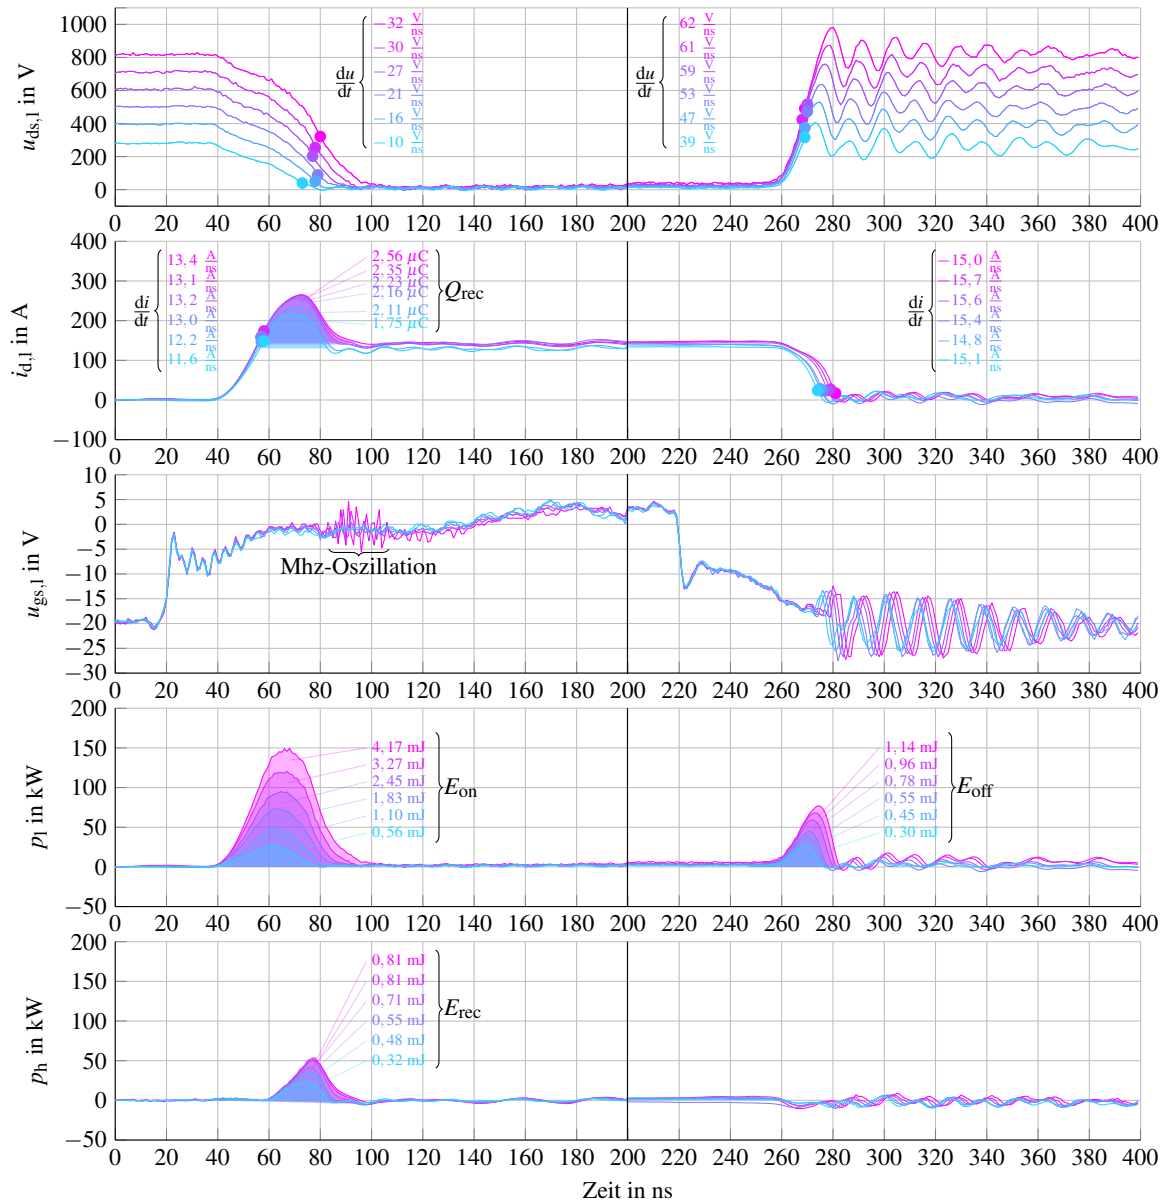 u_ds,l in V
1000
800
600
400
200
0
du/dt
−32 V/ns
−30 V/ns
−27 V/ns
−21 V/ns
−16 V/ns
−10 V/ns
du/dt
62 V/ns
61 V/ns
59 V/ns
53 V/ns
47 V/ns
39 V/ns
0 20 40 60 80 100 120 140 160 180 200 220 240 260 280 300 320 340 360 380 400
i_d,l in A
400
300
200
100
0
−100
di/dt
13,4 A/ns
13,1 A/ns
13,2 A/ns
13,0 A/ns
12,2 A/ns
11,6 A/ns
2,56 µC
2,35 µC
2,23 µC
2,16 µC
2,11 µC
1,75 µC
Q_rec
di/dt
−15,0 A/ns
−15,7 A/ns
−15,6 A/ns
−15,4 A/ns
−14,8 A/ns
−15,1 A/ns
0 20 40 60 80 100 120 140 160 180 200 220 240 260 280 300 320 340 360 380 400
u_gs,l in V
10
5
0
−5
−10
−15
−20
−25
−30
Mhz-Oszillation
0 20 40 60 80 100 120 140 160 180 200 220 240 260 280 300 320 340 360 380 400
p_l in kW
200
150
100
50
0
−50
4,17 mJ
3,27 mJ
2,45 mJ
1,83 mJ
1,10 mJ
0,56 mJ
E_on
1,14 mJ
0,96 mJ
0,78 mJ
0,55 mJ
0,45 mJ
0,30 mJ
E_off
0 20 40 60 80 100 120 140 160 180 200 220 240 260 280 300 320 340 360 380 400
p_h in kW
200
150
100
50
0
−50
0,81 mJ
0,81 mJ
0,71 mJ
0,55 mJ
0,48 mJ
0,32 mJ
E_rec
0 20 40 60 80 100 120 140 160 180 200 220 240 260 280 300 320 340 360 380 400
Zeit in ns